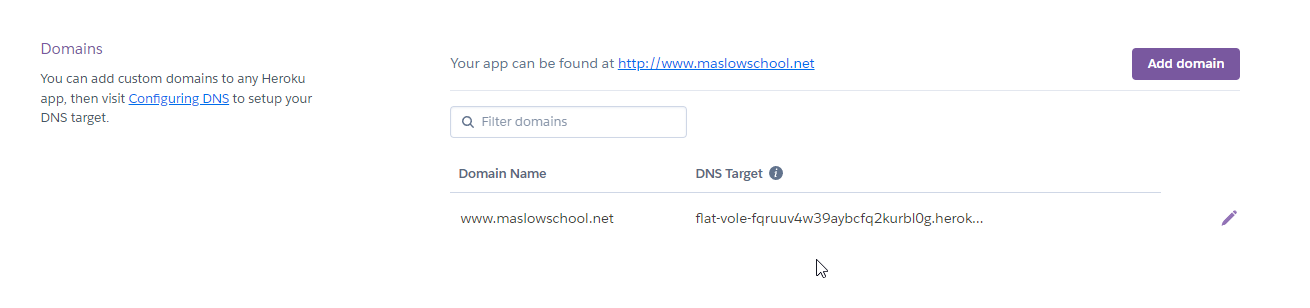 Domains
You can add custom domains to any Heroku
app, then visit Configuring DNS to setup your
DNS target.
Your app can be found at http://www.maslowschool.net
Add domain
Filter domains
Domain Name
DNS Target
www.maslowschool.net
flat-vole-fqruuv4w39aybcfq2kurbl0g.herok...